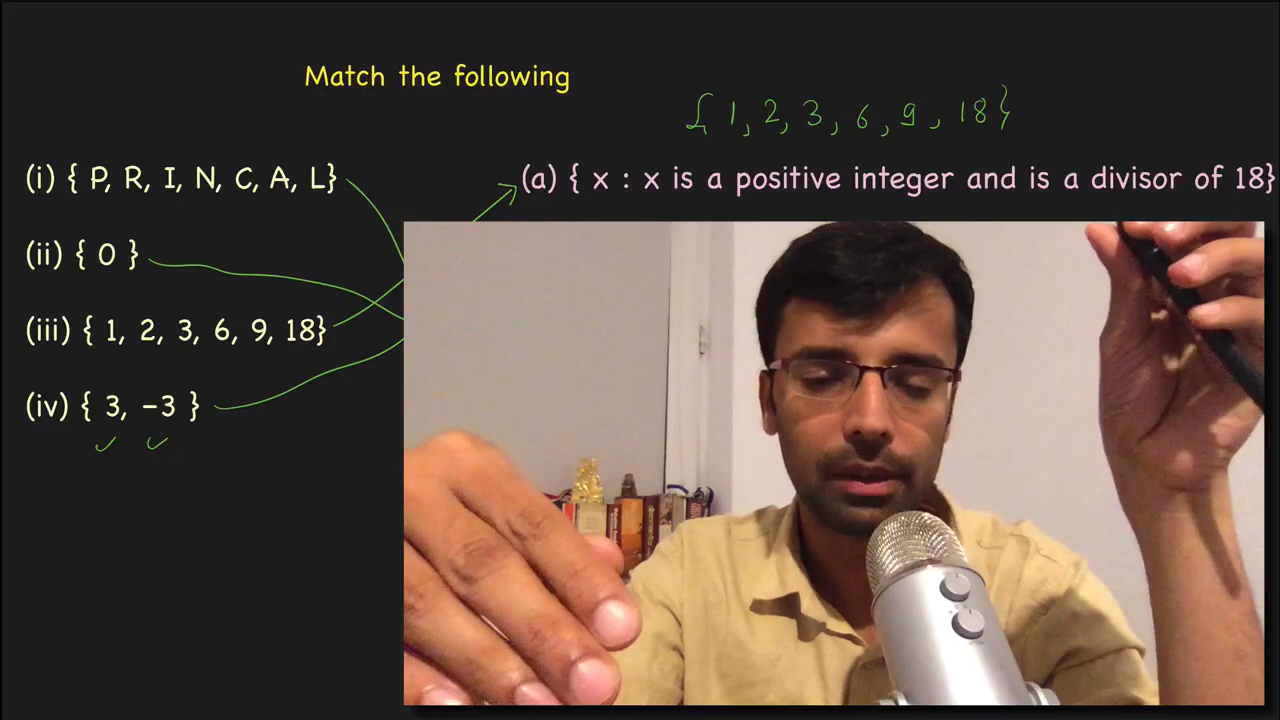 Match the following
{ 1, 2, 3, 6, 9, 18}
(i) { P, R, I, N, C, A, L}
(a) { x : x is a positive integer and is a divisor of 18}
(ii) { 0 }
(iii) { 1, 2, 3, 6, 9, 18}
(iv) { 3, -3 }